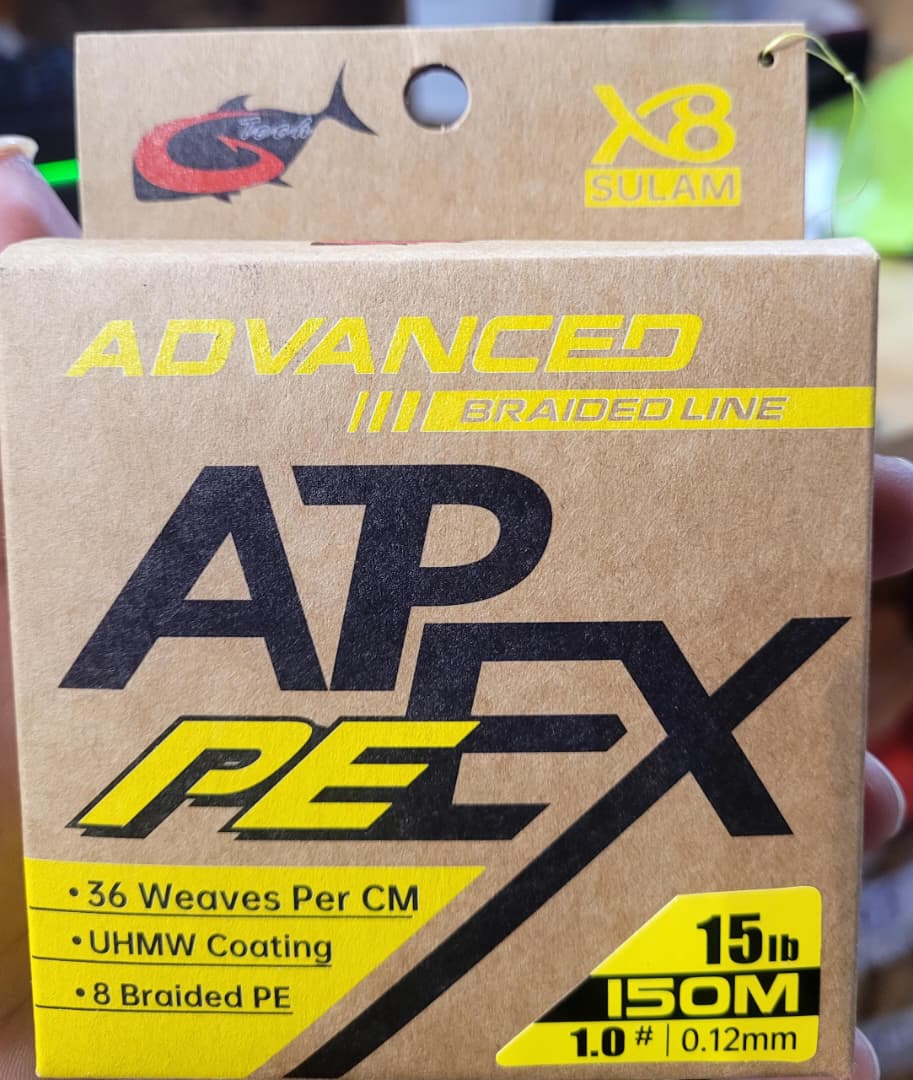 G Tech
X8
SULAM
ADVANCED
BRAIDED LINE
APEX
PE
• 36 Weaves Per CM
• UHMW Coating
• 8 Braided PE
15lb
150M
1.0 # | 0.12mm